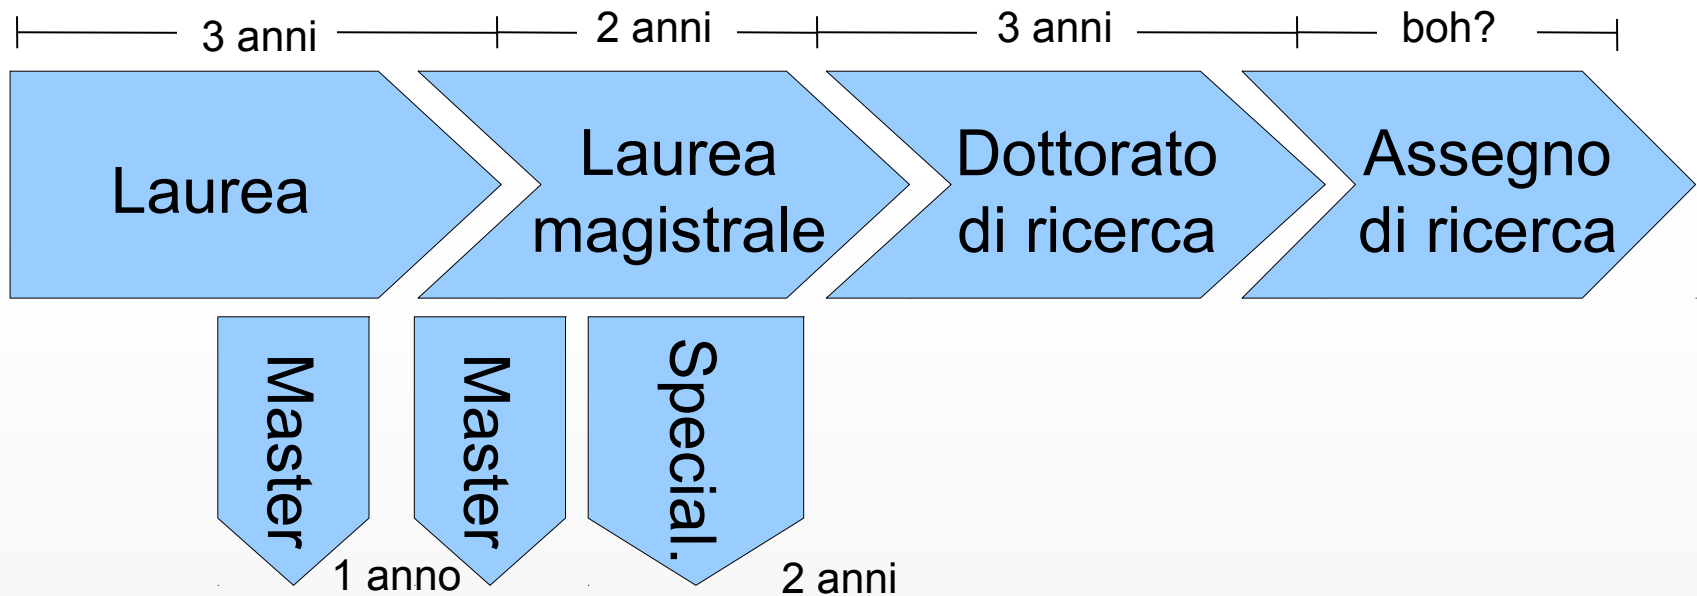 3 anni
2 anni
3 anni
boh?
Laurea
Laurea
magistrale
Dottorato
di ricerca
Assegno
di ricerca
Master
Master
Special.
1 anno
2 anni